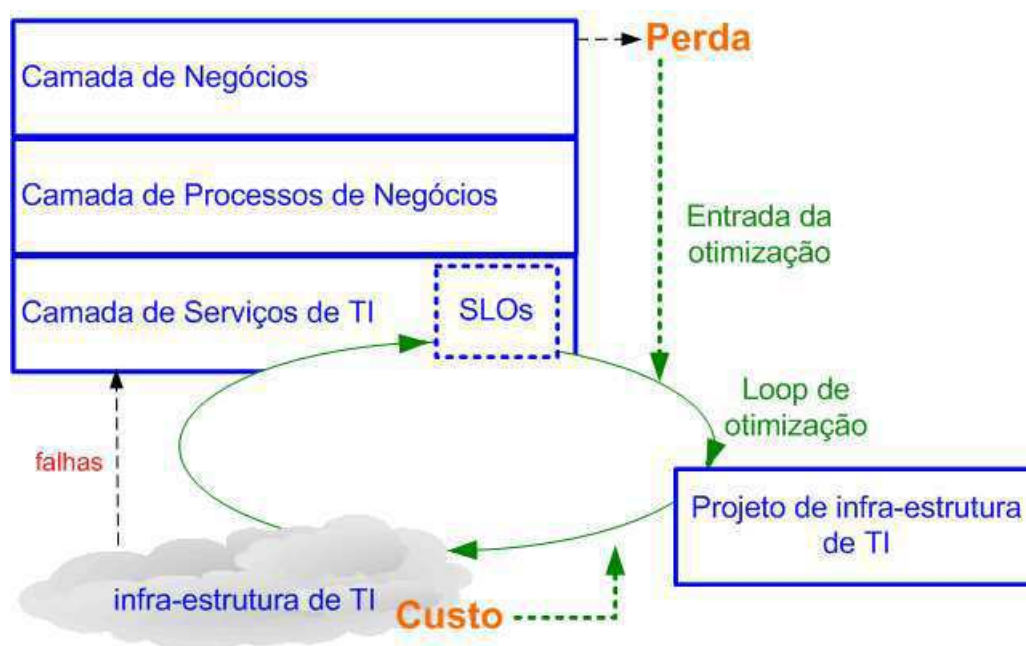 Camada de Negócios
Perda
Camada de Processos de Negócios
Entrada da
otimização
Camada de Serviços de TI
SLOs
Loop de
otimização
falhas
Projeto de infra-estrutura
de TI
infra-estrutura de TI
Custo